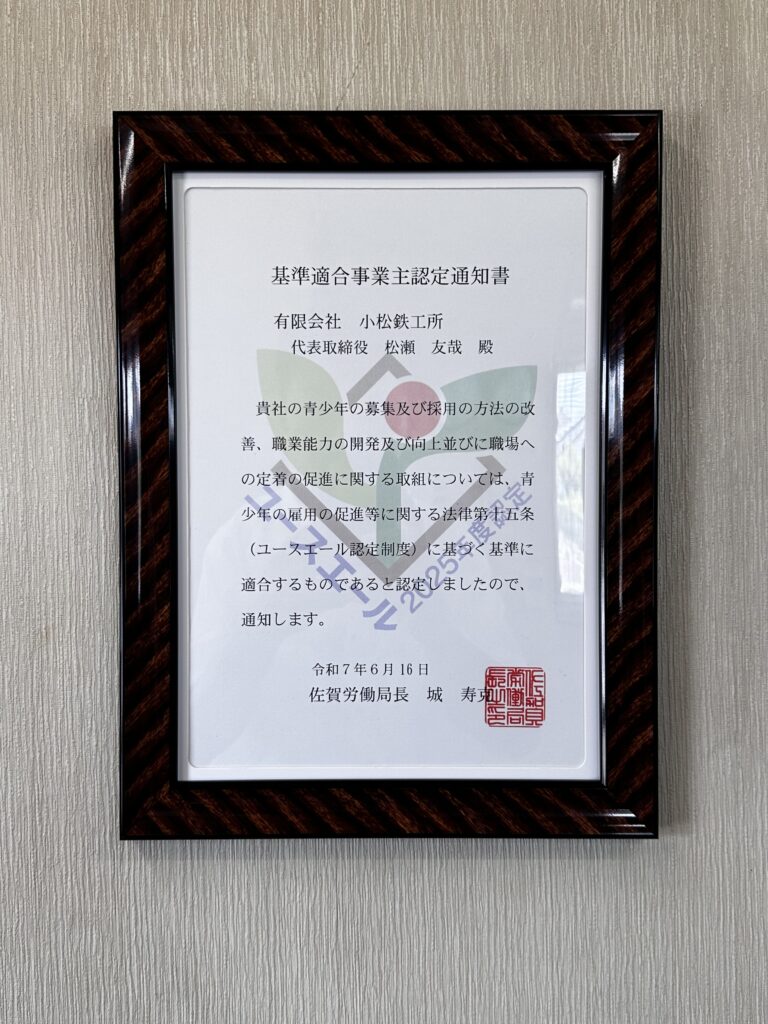 基準適合事業主認定通知書
有限会社　小松鉄工所
代表取締役　松瀬　友哉　殿
貴社の青少年の募集及び採用の方法の改
善、職業能力の開発及び向上並びに職場へ
の定着の促進に関する取組については、青
少年の雇用の促進等に関する法律第十五条
（ユースエール認定制度）に基づく基準に
適合するものであると認定しましたので、
通知します。
ユースエール
2025年度認定
令和７年６月16日
佐賀労働局長　城　寿克
佐賀労働局長之印